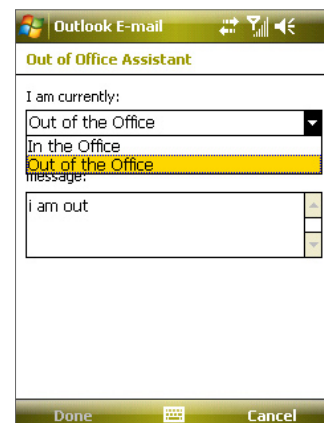 Outlook E-mail
Out of Office Assistant
I am currently:
Out of the Office
In the Office
Out of the Office
message:
i am out
Done
Cancel